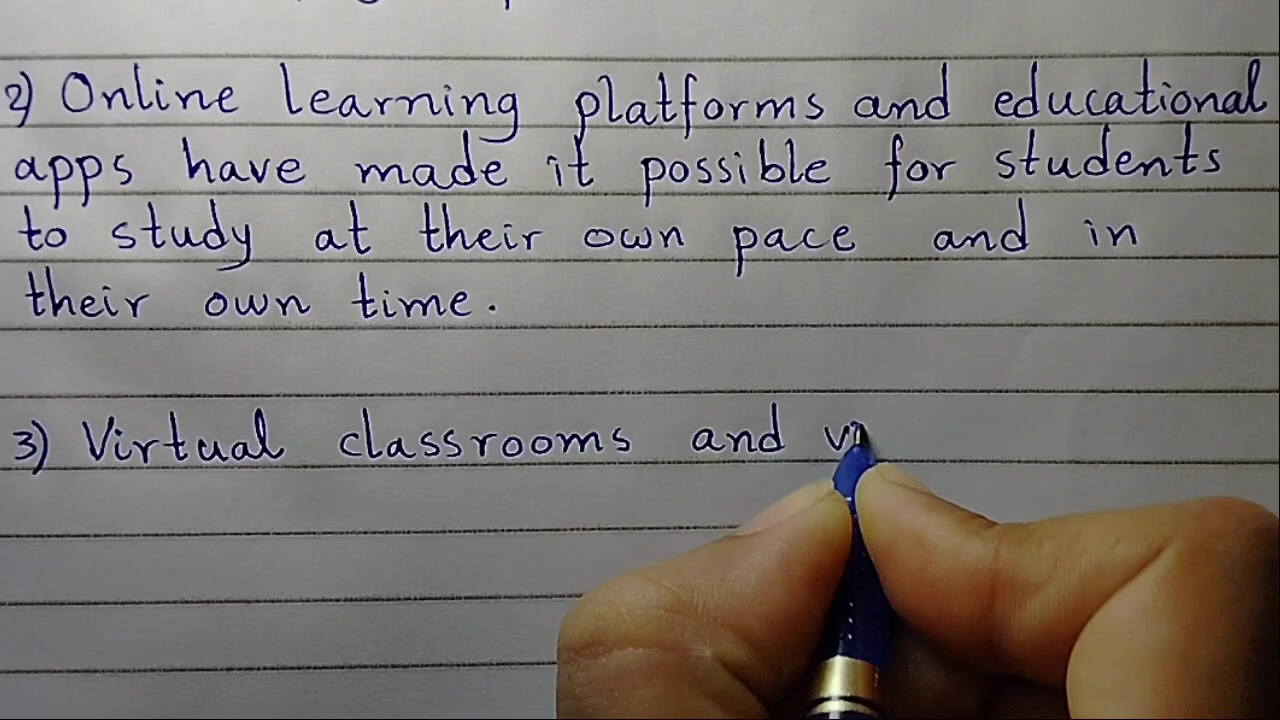 2) Online learning platforms and educational
apps have made it possible for students
to study at their own pace and in
their own time.
3) Virtual classrooms and vi